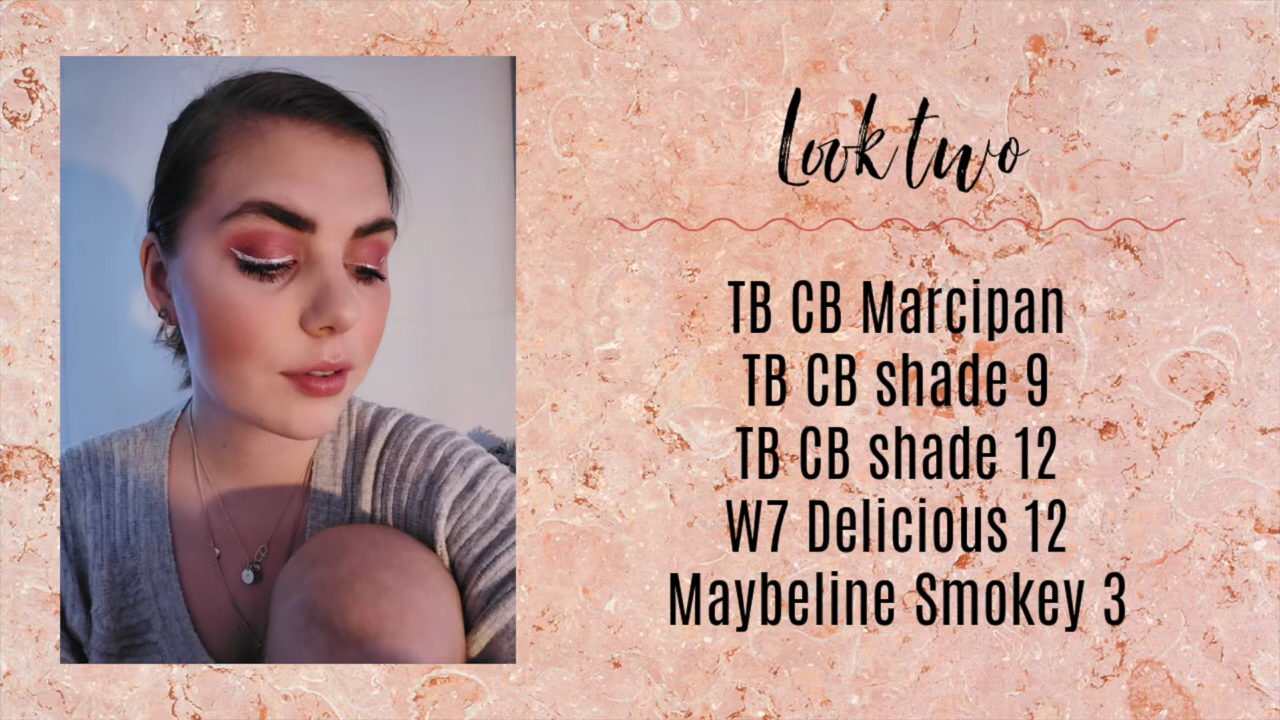 Look two
TB CB Marcipan
TB CB shade 9
TB CB shade 12
W7 Delicious 12
Maybeline Smokey 3